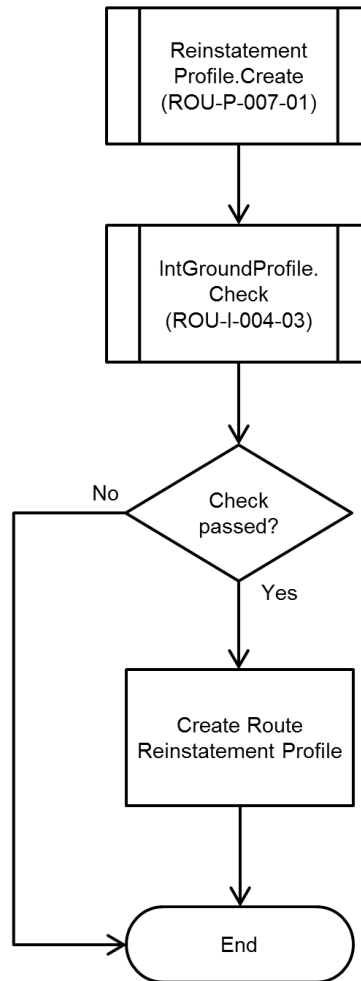 Reinstatement
Profile.Create
(ROU-P-007-01)
IntGroundProfile.
Check
(ROU-I-004-03)
No
Check
passed?
Yes
Create Route
Reinstatement Profile
End